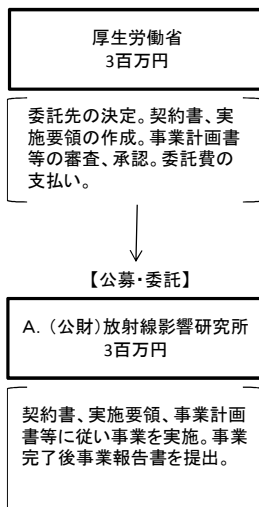 厚生労働省
3百万円
委託先の決定。契約書、実
施要領の作成。事業計画書
等の審査、承認。委託費の
支払い。
【公募・委託】
A.（公財）放射線影響研究所
3百万円
契約書、実施要領、事業計画
書等に従い事業を実施。事業
完了後事業報告書を提出。